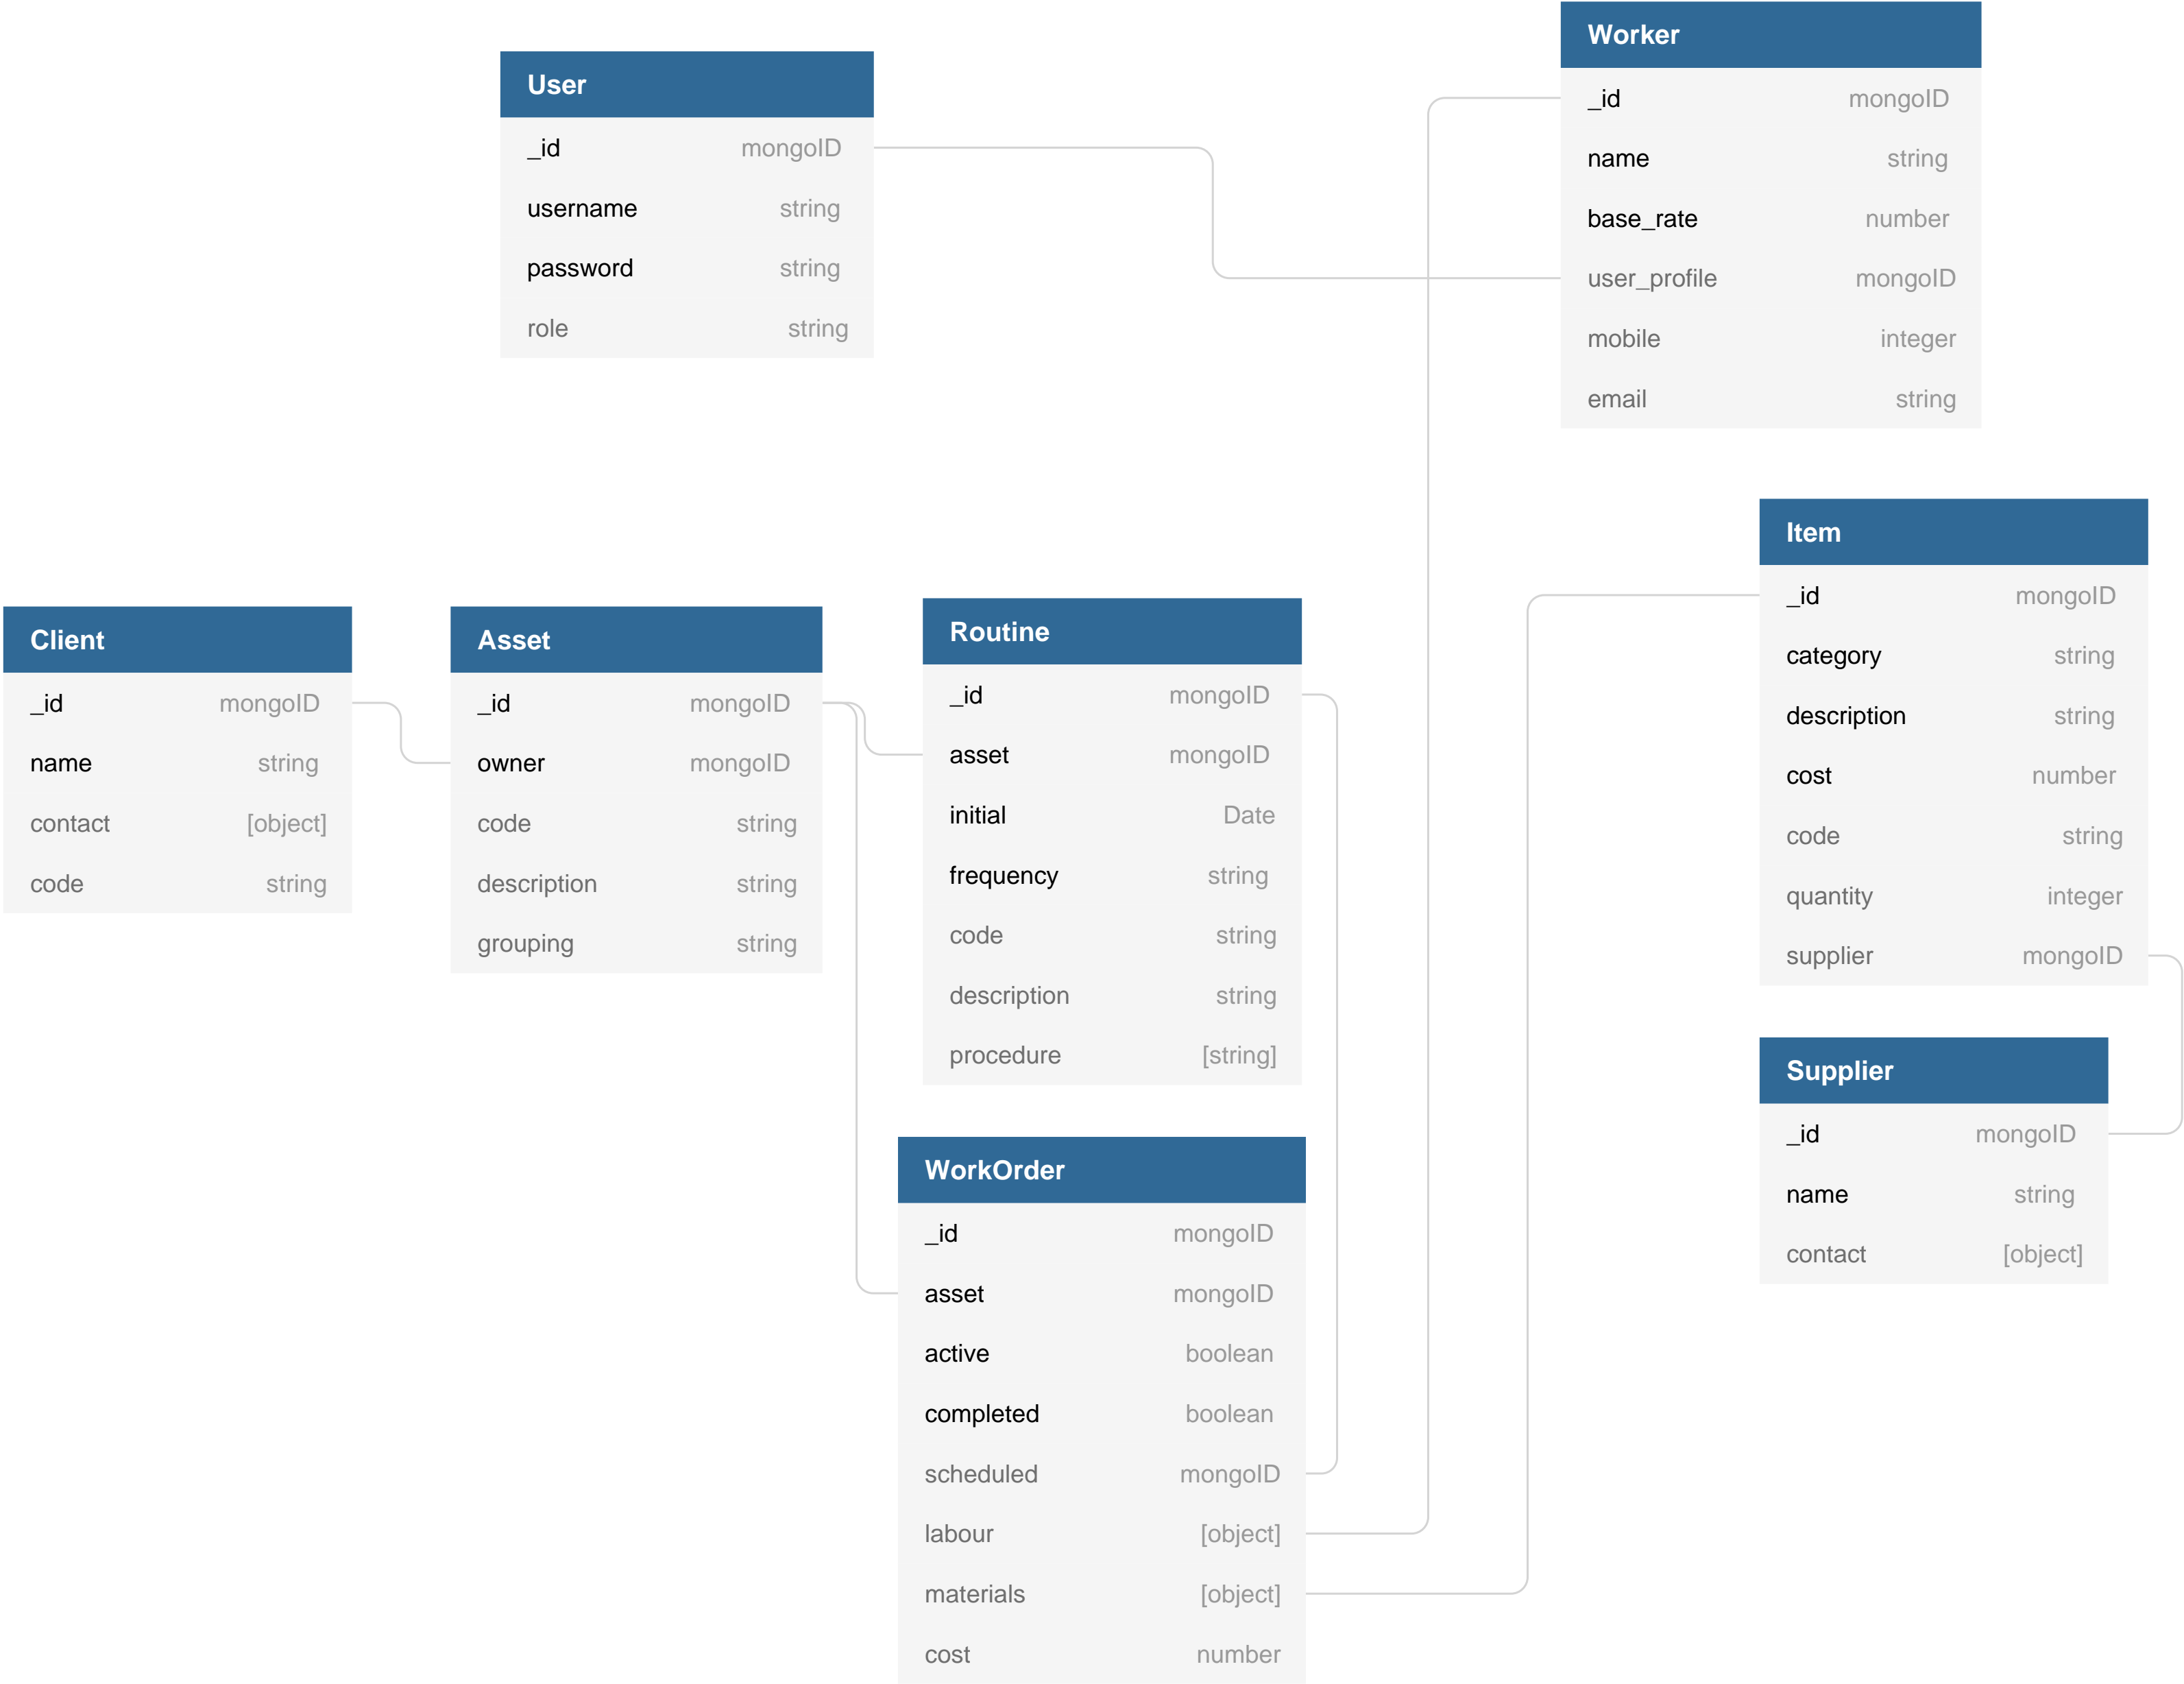 User
_id mongoID
username string
password string
role string
Worker
_id mongoID
name string
base_rate number
user_profile mongoID
mobile integer
email string
Client
_id mongoID
name string
contact [object]
code string
Asset
_id mongoID
owner mongoID
code string
description string
grouping string
Routine
_id mongoID
asset mongoID
initial Date
frequency string
code string
description string
procedure [string]
Item
_id mongoID
category string
description string
cost number
code string
quantity integer
supplier mongoID
Supplier
_id mongoID
name string
contact [object]
WorkOrder
_id mongoID
asset mongoID
active boolean
completed boolean
scheduled mongoID
labour [object]
materials [object]
cost number